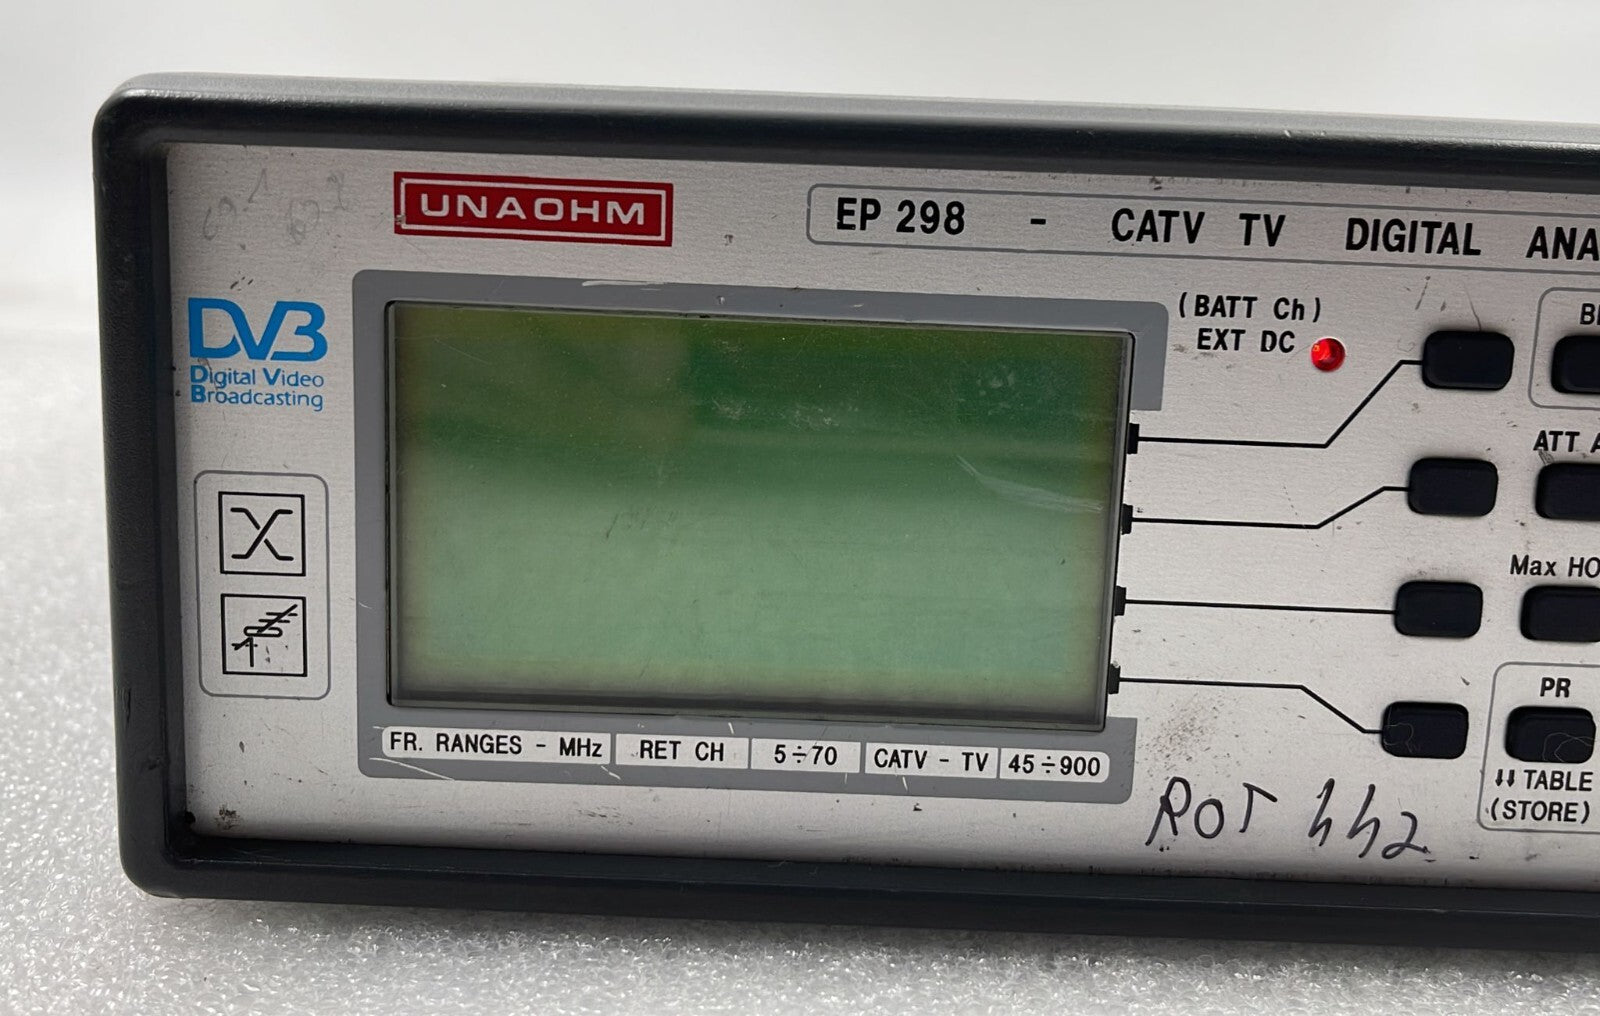 UNAOHM
EP 298 - CATV TV DIGITAL ANA
DVB
Digital Video
Broadcasting
(BATT Ch)
EXT DC
ATT A
Max HO
PR
↓↓ TABLE
(STORE)
FR. RANGES - MHz RET CH 5÷70 CATV - TV 45÷900
ROT 442